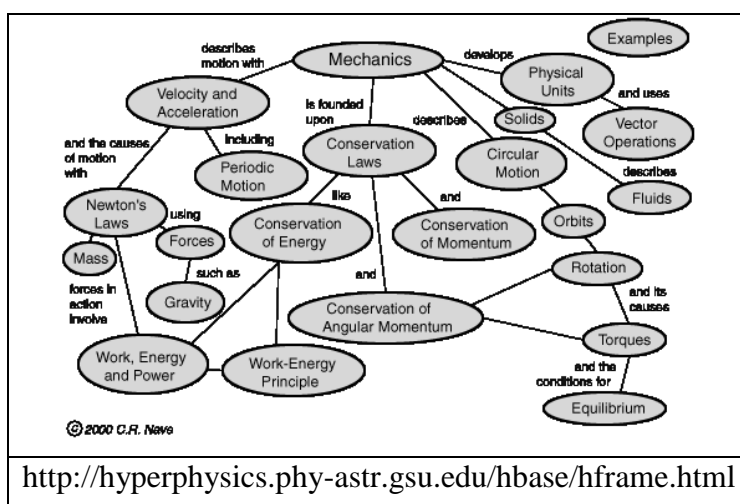 Examples
describes
motion with
Mechanics
develops
Physical
Units
Velocity and
Acceleration
is founded
upon
describes
Solids
and uses
Vector
Operations
and the causes
of motion
with
including
Periodic
Motion
Conservation
Laws
Circular
Motion
describes
Fluids
Newton's
Laws
using
Forces
like
and
Conservation
of Energy
Conservation
of Momentum
Orbits
Mass
such as
Gravity
and
Rotation
forces in
action
involve
Conservation of
Angular Momentum
and its
causes
Torques
Work, Energy
and Power
Work-Energy
Principle
and the
conditions for
Equilibrium
© 2000 C.R. Nave
http://hyperphysics.phy-astr.gsu.edu/hbase/hframe.html